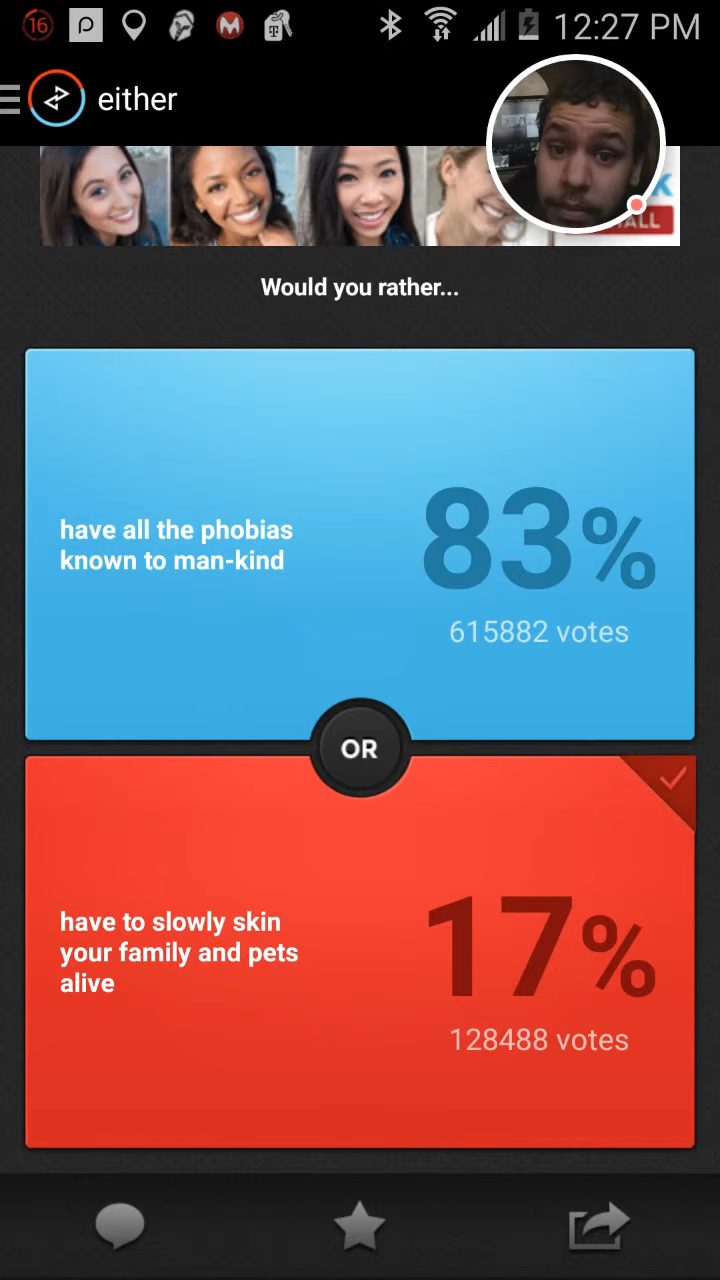 16
12:27 PM
either
Would you rather...
have all the phobias
known to man-kind
83%
615882 votes
OR
have to slowly skin
your family and pets
alive
17%
128488 votes